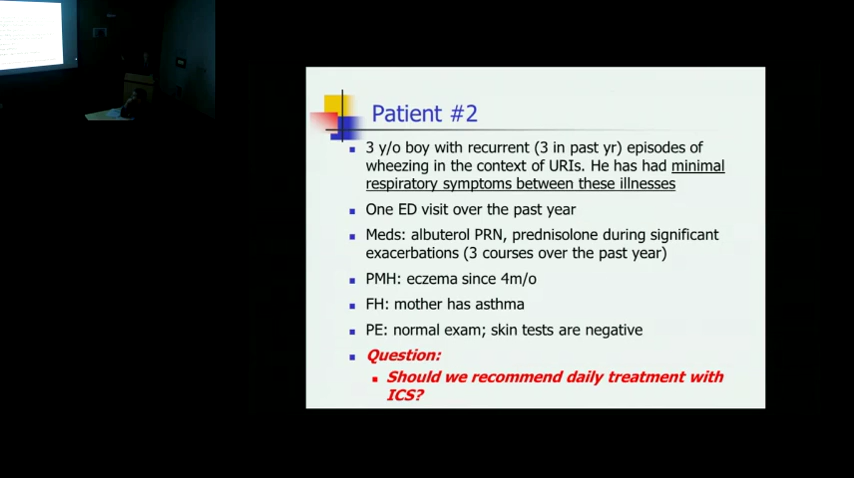 Patient #2
3 y/o boy with recurrent (3 in past yr) episodes of
wheezing in the context of URIs. He has had minimal
respiratory symptoms between these illnesses
One ED visit over the past year
Meds: albuterol PRN, prednisolone during significant
exacerbations (3 courses over the past year)
PMH: eczema since 4m/o
FH: mother has asthma
PE: normal exam; skin tests are negative
Question:
Should we recommend daily treatment with
ICS?